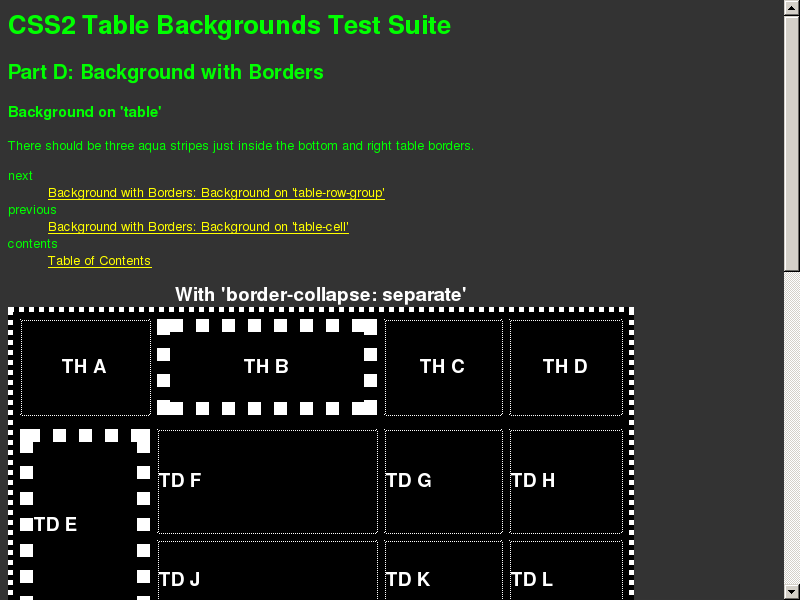 CSS2 Table Backgrounds Test Suite
Part D: Background with Borders
Background on 'table'
There should be three aqua stripes just inside the bottom and right table borders.
next
Background with Borders: Background on 'table-row-group'
previous
Background with Borders: Background on 'table-cell'
contents
Table of Contents
With 'border-collapse: separate'
TH A TH B TH C TH D
TD F TD G TD H
TD E
TD J TD K TD L